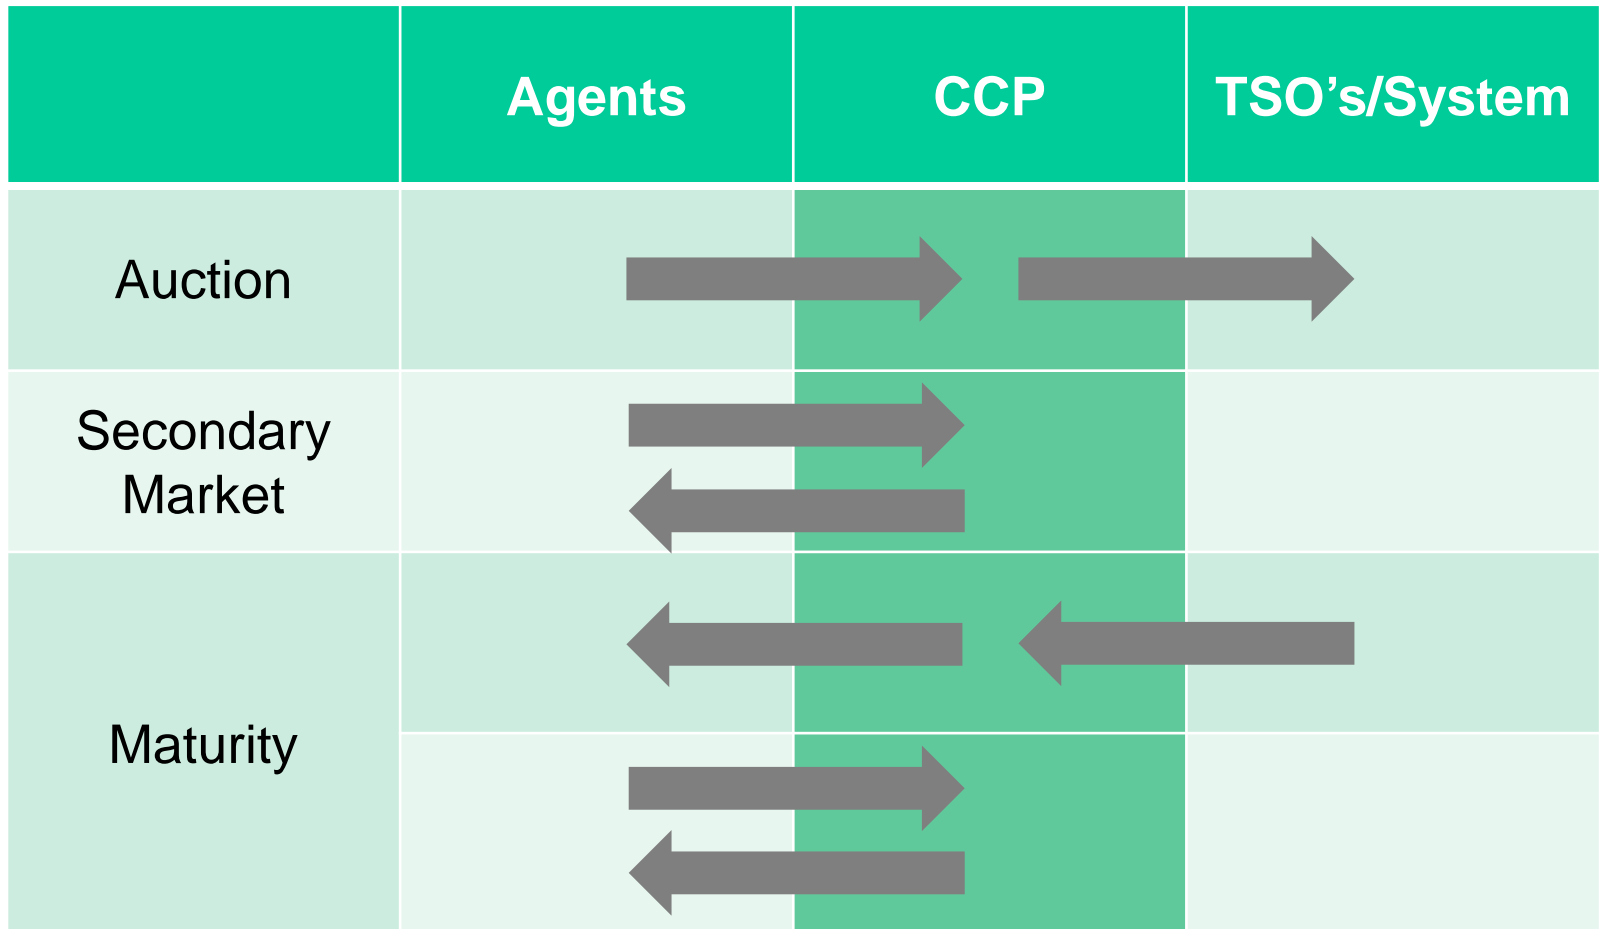 Agents
CCP
TSO’s/System
Auction
Secondary
Market
Maturity